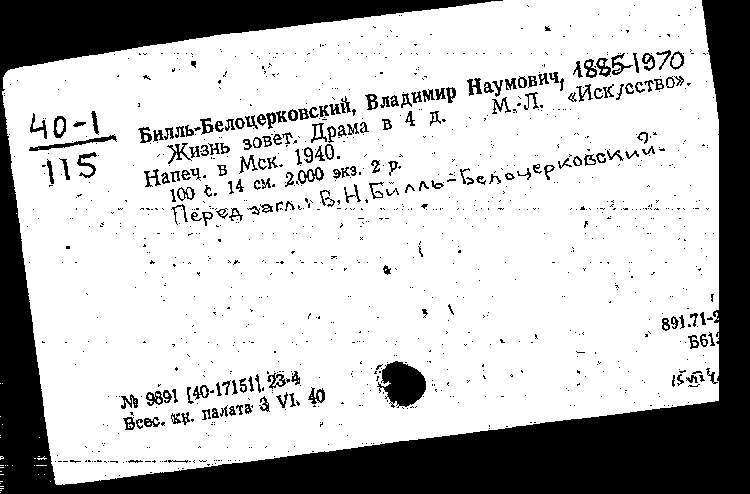 40-1
115
Билль-Белоцерковский, Владимир Наумович, 1885-1970
Жизнь зовет. Драма в 4 д. М.-Л. «Искусство».
Напеч. в Мск. 1940.
100 с. 14 см. 2.000 экз. 2 р.
Перед загл.: В.Н.Билль-Белоцерковский.
891.71-2
Б61
№ 9891 [40-17151], 23-4
Всес. кн. палата 3 VI. 40